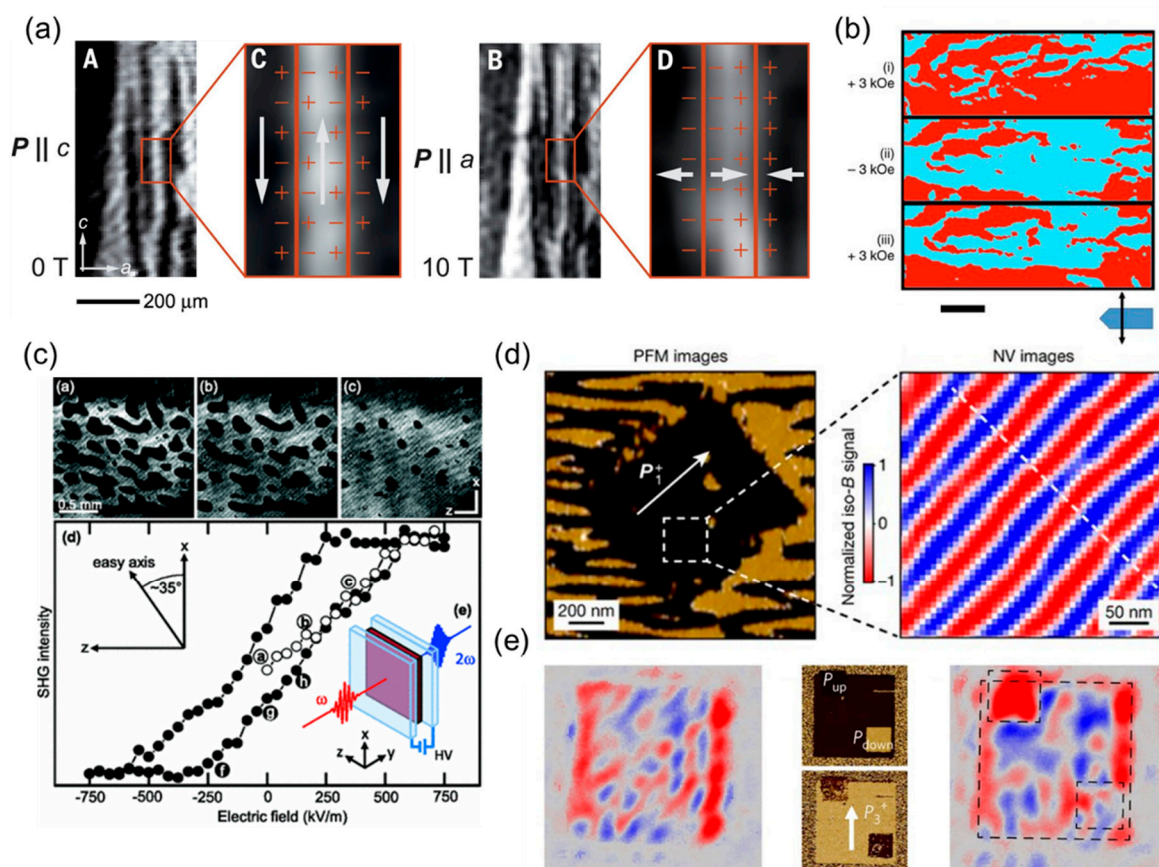 (a)
A
C
B
D
P || c
0 T
c
a
200 µm
P || a
10 T
(b)
(i)
+ 3 kOe
(ii)
− 3 kOe
(iii)
+ 3 kOe
(c)
(a)
(b)
(c)
0.5 mm
x
z
(d)
easy axis
x
~35°
z
SHG intensity
a
b
c
f
g
h
(e)
2ω
ω
HV
x
z
y
-750 -500 -250 0 250 500 750
Electric field (kV/m)
(d)
PFM images
P₁⁺
200 nm
NV images
Normalized iso-B signal
1
0
−1
50 nm
(e)
P up
P down
P₃⁺